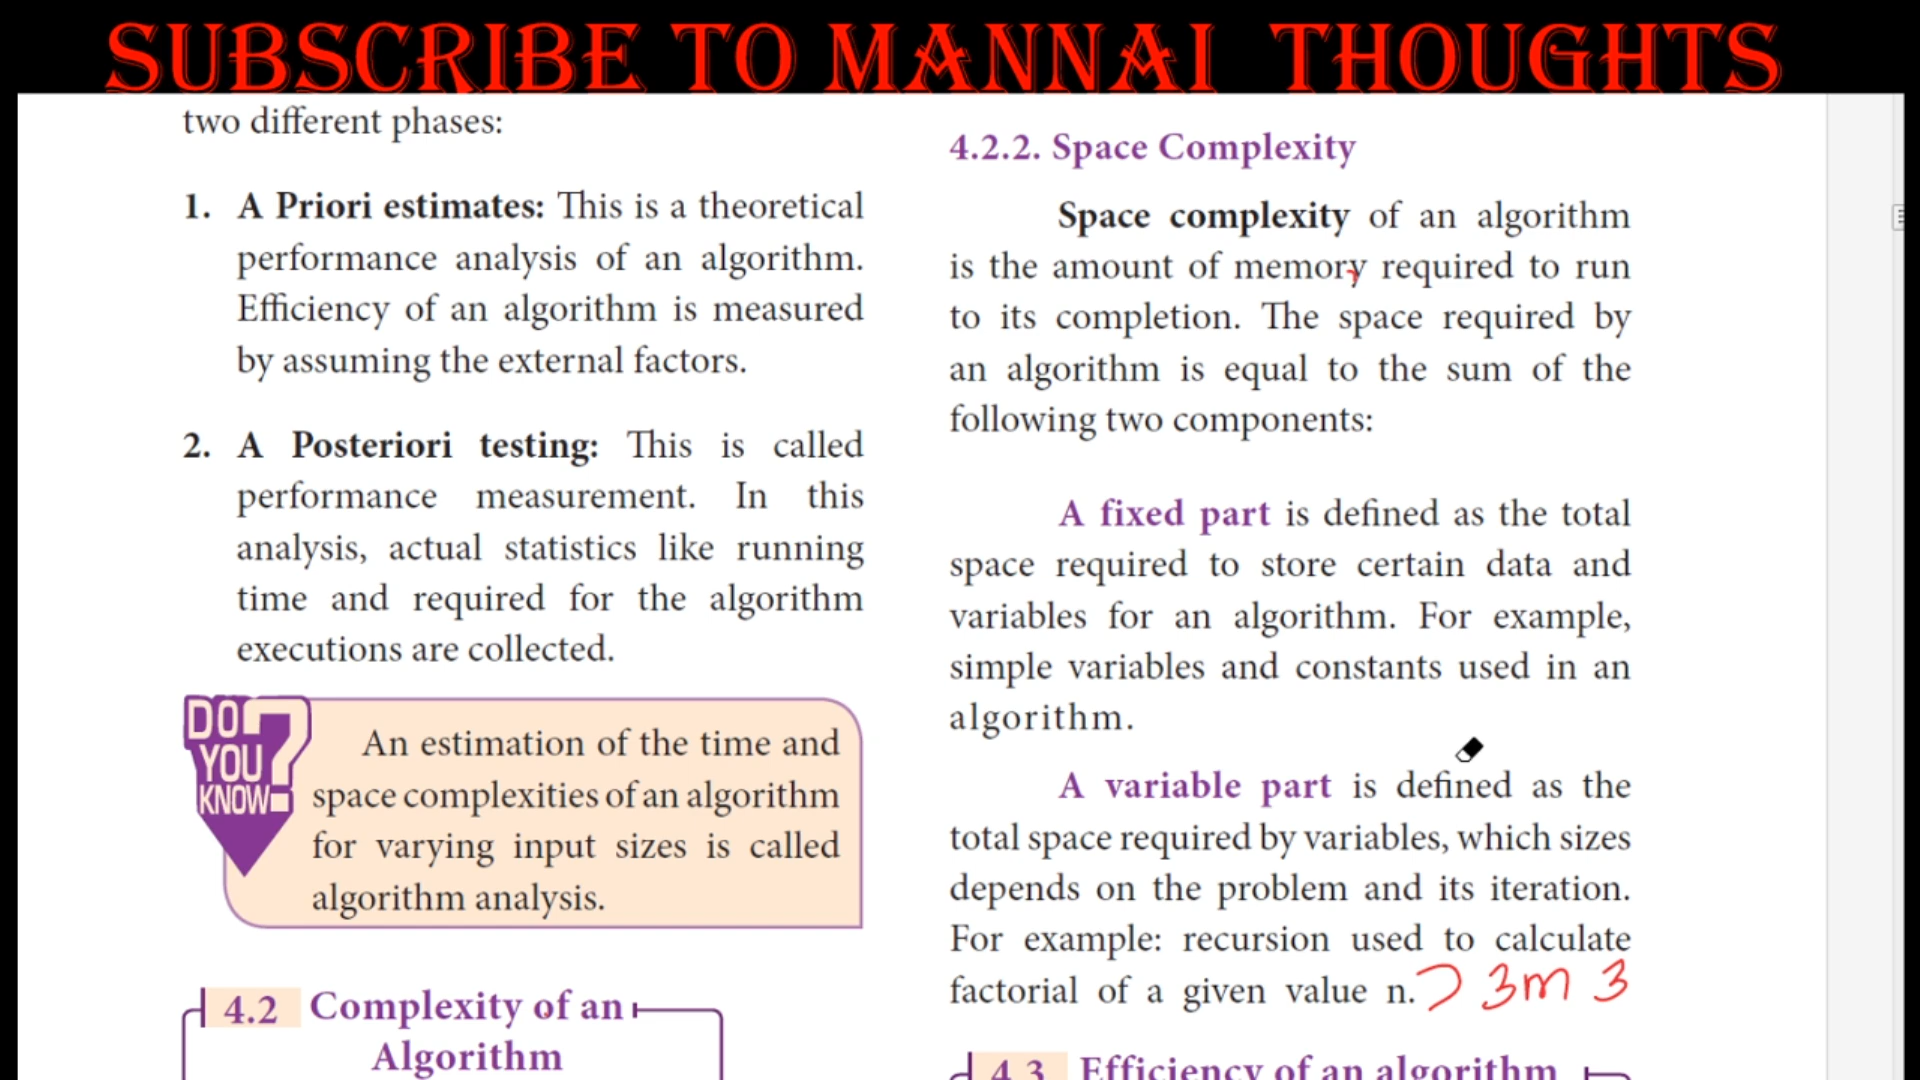 SUBSCRIBE TO MANNAI THOUGHTS
two different phases:
1. A Priori estimates: This is a theoretical
performance analysis of an algorithm.
Efficiency of an algorithm is measured
by assuming the external factors.
2. A Posteriori testing: This is called
performance measurement. In this
analysis, actual statistics like running
time and required for the algorithm
executions are collected.
DO
YOU
KNOW
?
An estimation of the time and
space complexities of an algorithm
for varying input sizes is called
algorithm analysis.
4.2 Complexity of an
Algorithm
4.2.2. Space Complexity
Space complexity of an algorithm
is the amount of memory required to run
to its completion. The space required by
an algorithm is equal to the sum of the
following two components:
A fixed part is defined as the total
space required to store certain data and
variables for an algorithm. For example,
simple variables and constants used in an
algorithm.
A variable part is defined as the
total space required by variables, which sizes
depends on the problem and its iteration.
For example: recursion used to calculate
factorial of a given value n. 3m 3
4.3 Efficiency of an algorithm